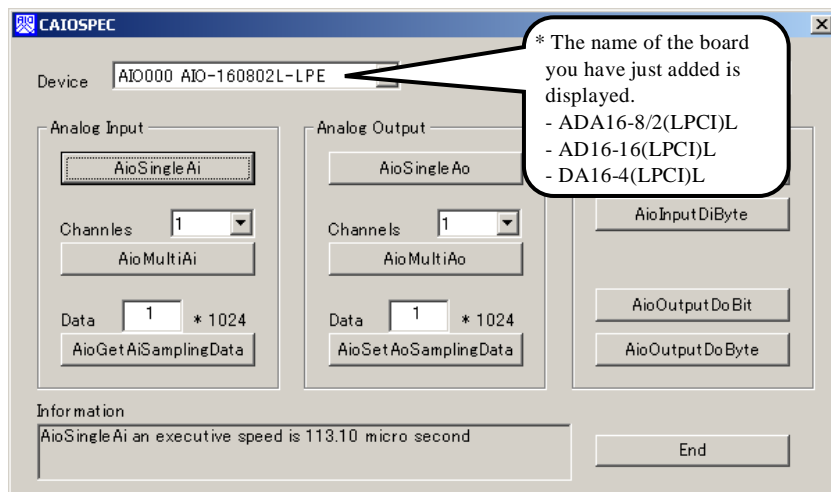 CAIOSPEC
Device AIO000 AIO-160802L-LPE
* The name of the board
you have just added is
displayed.
- ADA16-8/2(LPCI)L
- AD16-16(LPCI)L
- DA16-4(LPCI)L
Analog Input
AioSingleAi
Channles 1
AioMultiAi
Data 1 * 1024
AioGetAiSamplingData
Analog Output
AioSingleAo
Channels 1
AioMultiAo
Data 1 * 1024
AioSetAoSamplingData
AioInputDiByte
AioOutputDoBit
AioOutputDoByte
Information
AioSingleAi an executive speed is 113.10 micro second
End